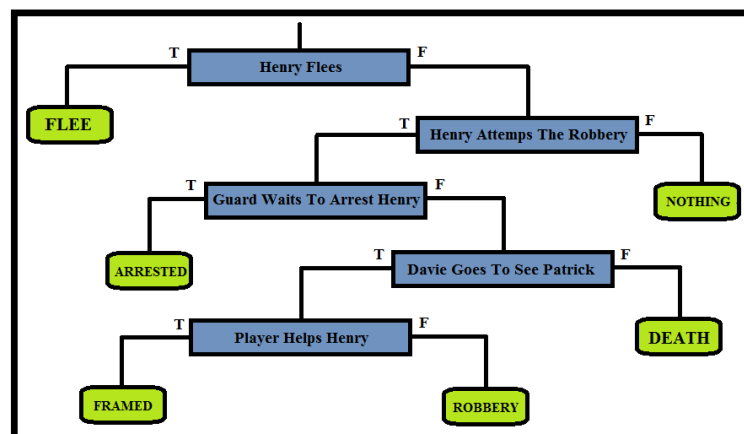 T
F
Henry Flees
FLEE
T
F
Henry Attemps The Robbery
T
F
Guard Waits To Arrest Henry
NOTHING
T
F
Davie Goes To See Patrick
ARRESTED
T
F
Player Helps Henry
DEATH
FRAMED
ROBBERY